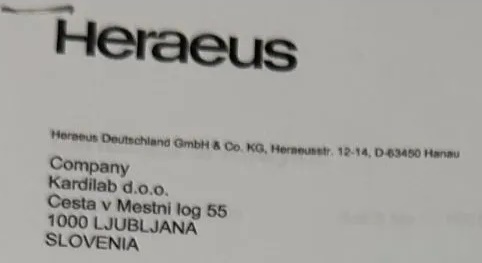 Heraeus
Heraeus Deutschland GmbH & Co. KG, Heraeusstr. 12-14, D-63450 Hanau
Company
Kardilab d.o.o.
Cesta v Mestni log 55
1000 LJUBLJANA
SLOVENIA